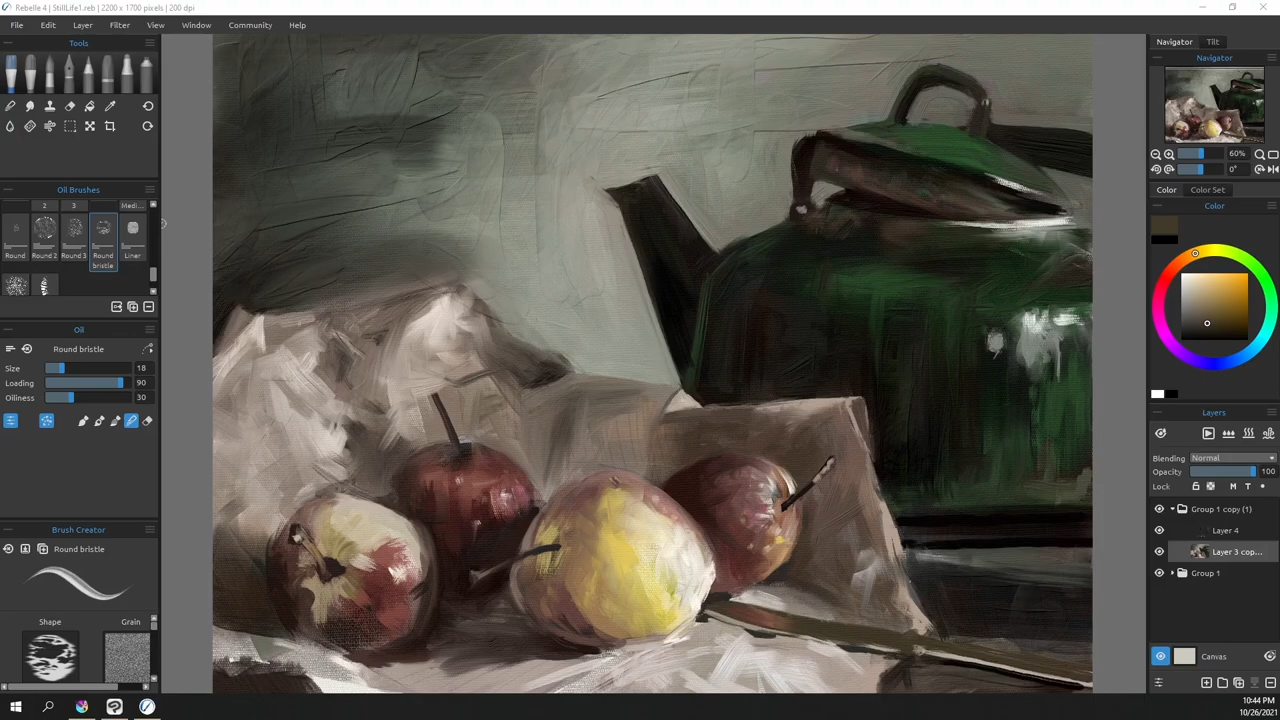 Rebelle 4 | StillLife1.reb | 2200 x 1700 pixels | 200 dpi
File Edit Layer Filter View Window Community Help
Tools
Oil Brushes
2 3 Medi...
Round Round 2 Round 3 Round bristle Liner
Oil
Round bristle
Size 18
Loading 90
Oiliness 30
Brush Creator
Round bristle
Shape Grain
Navigator Tilt
Navigator
60%
0°
Color Color Set
Color
Layers
Blending Normal
Opacity
Lock M T
Group 1 copy (1)
Layer 4
Layer 3 cop...
Group 1
Canvas
10:44 PM
10/26/2021